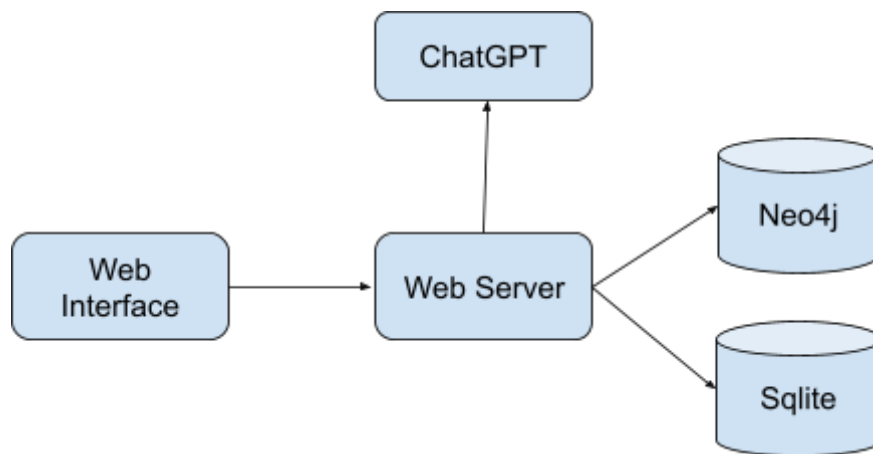 ChatGPT
Neo4j
Web
Interface
Web Server
Sqlite